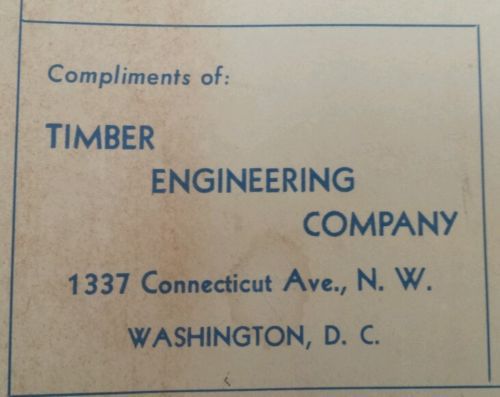 Compliments of:
TIMBER
ENGINEERING
COMPANY
1337 Connecticut Ave., N. W.
WASHINGTON, D. C.